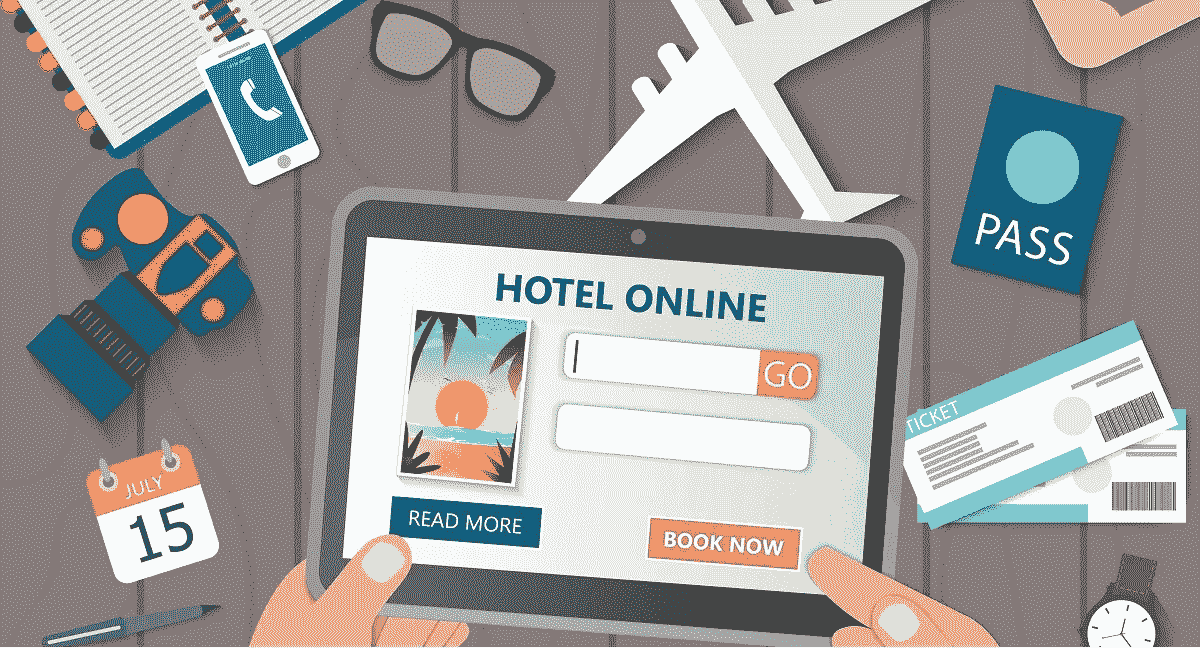 PASS
HOTEL ONLINE
GO
TICKET
JULY
15
READ MORE
BOOK NOW